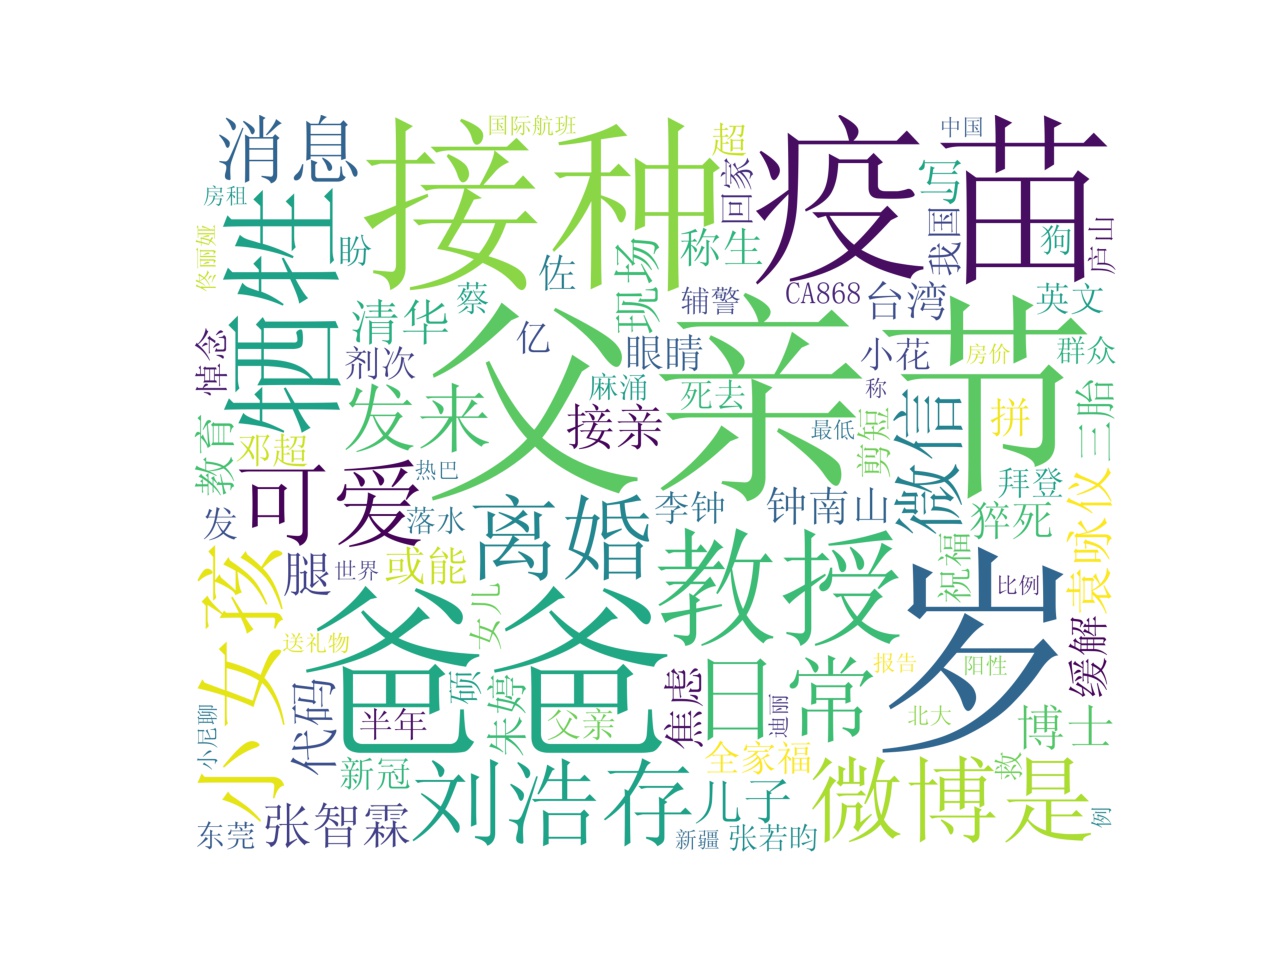 消息
接种
国际航班
超
疫苗
中国
房租
牺牲
盼
佟丽娅
悼念
回家
写
我国
狗
庐山
佐
现场
称生
蔡
辅警
CA868
台湾
英文
清华
剂次
亿
眼睛
小花
房价
群众
父亲节
发来
麻涌
死去
称
接亲
最低
剪短
微信
拼
三胎
教育
邓超
可爱
热巴
发
落水
离婚
李钟
钟南山
拜登
猝死
袁咏仪
小女孩
腿
世界
或能
教授
祝福
岁
比例
缓解
送礼物
爸爸
女儿
硕
朱婷
焦虑
日常
报告
阳性
代码
半年
父亲
迪丽
北大
博士
小尼聊
新冠
全家福
救
东莞
张智霖
刘浩存
儿子
新疆
张若昀
微博是
例